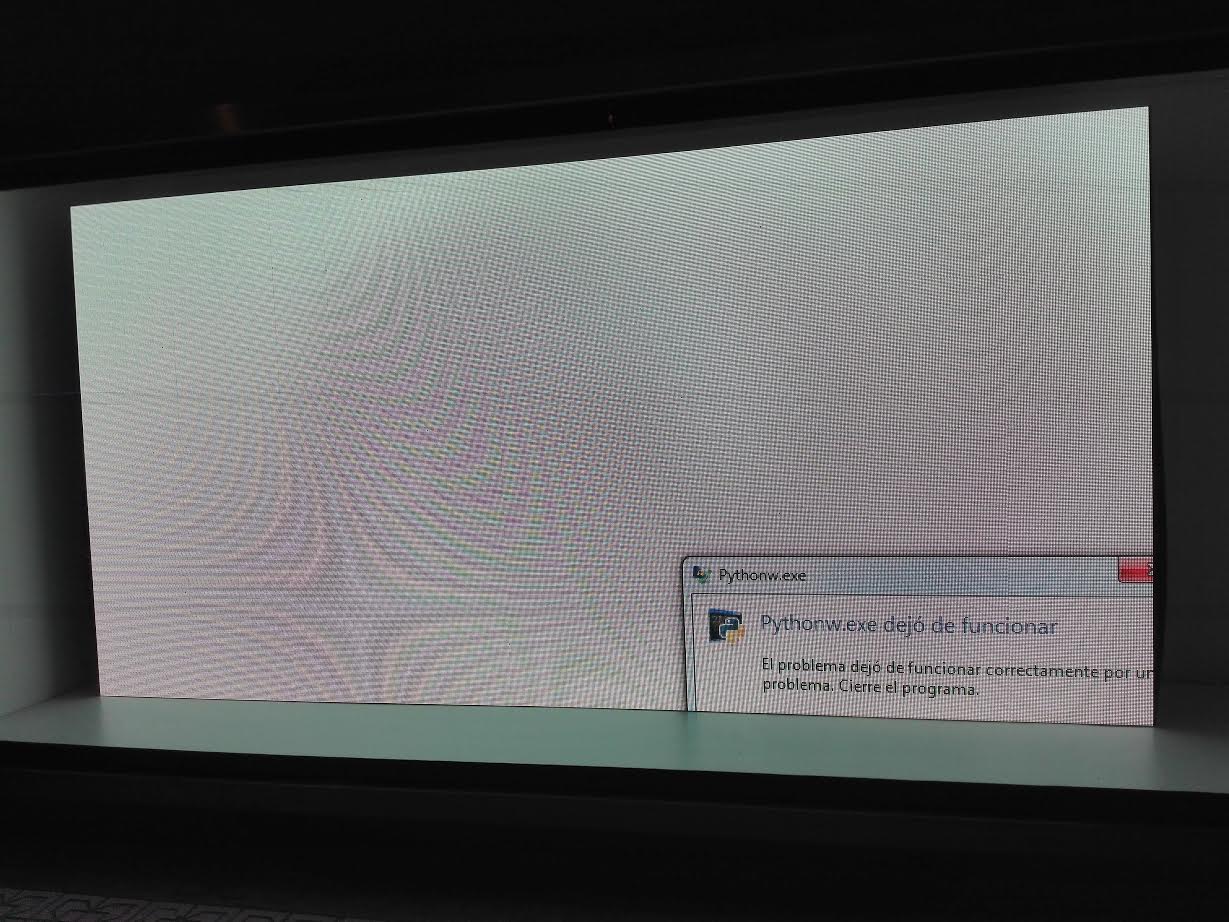 Pythonw.exe
Pythonw.exe dejó de funcionar
El problema dejó de funcionar correctamente por un
problema. Cierre el programa.